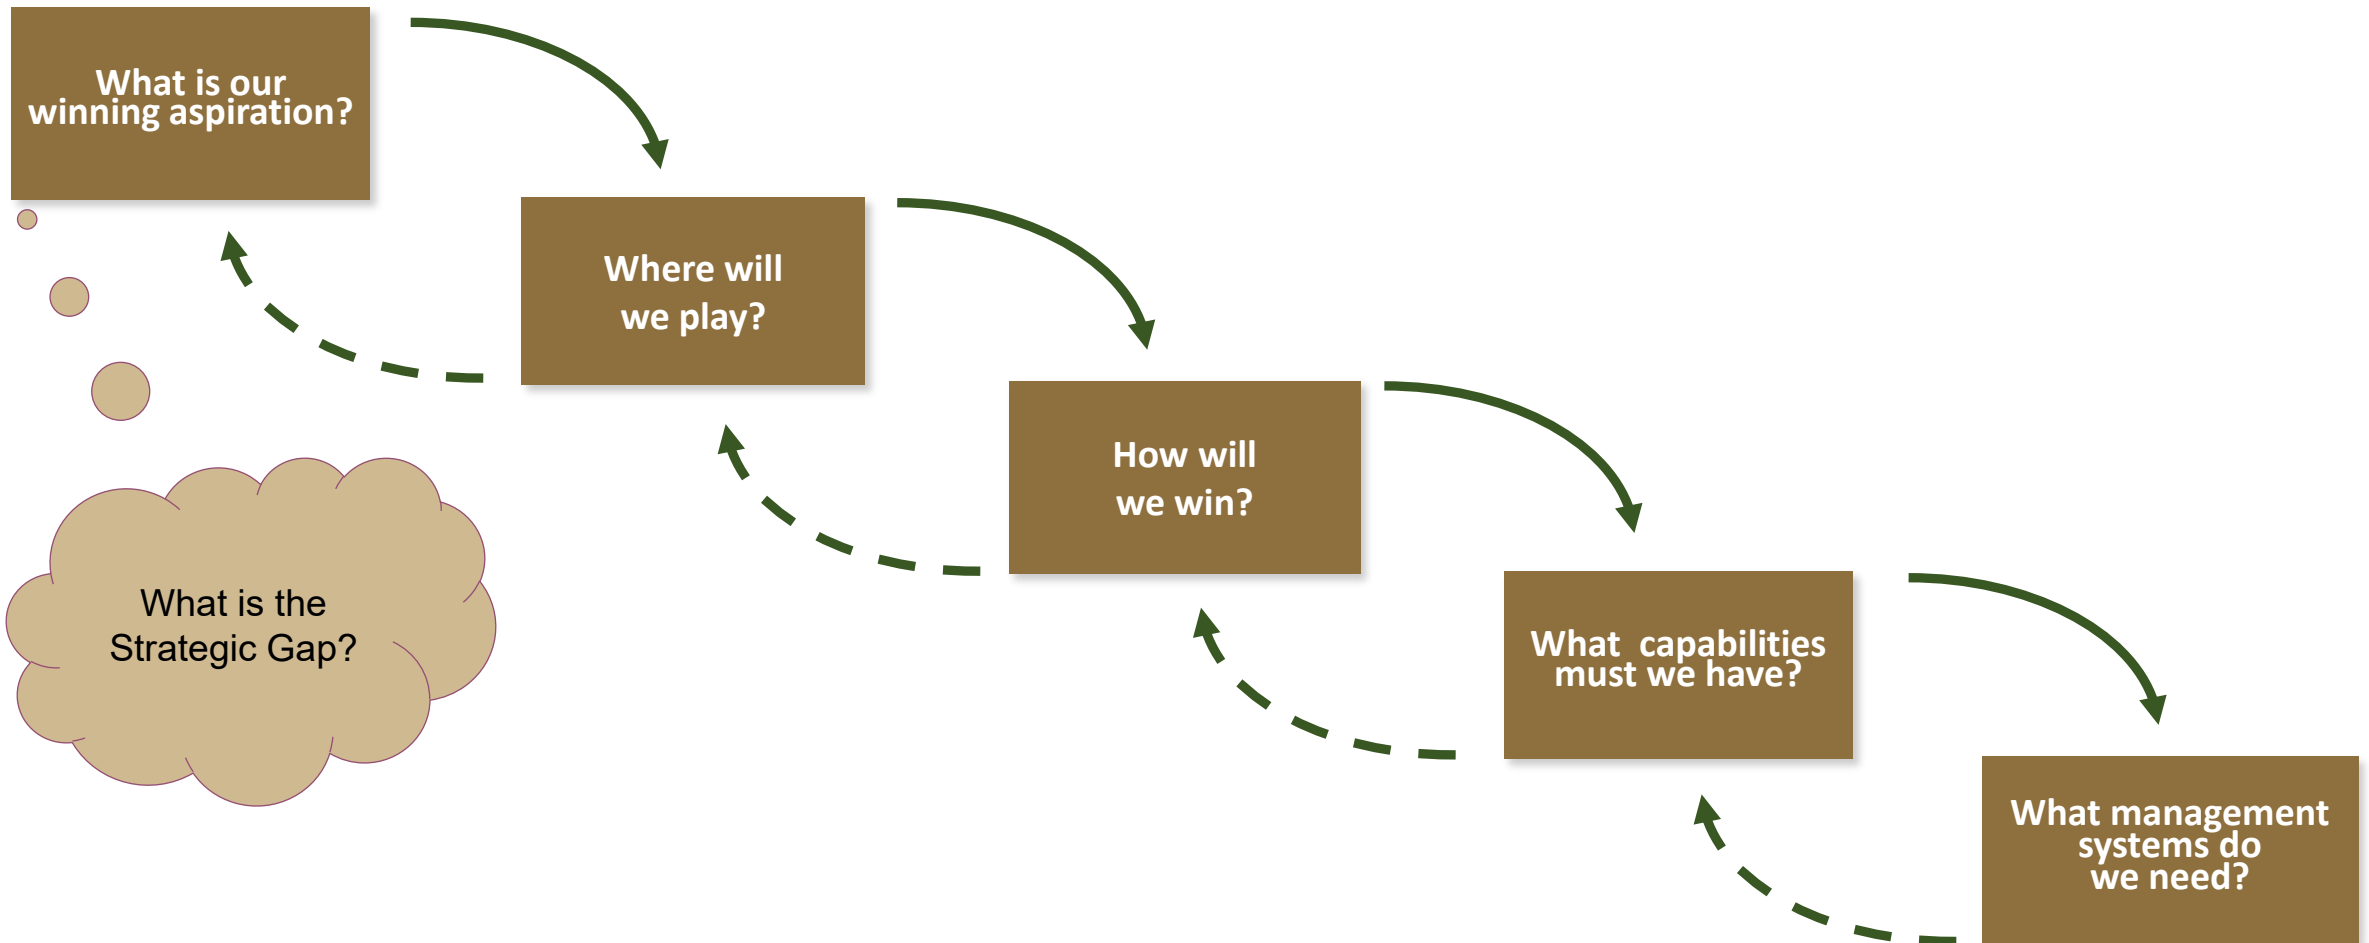 What is our
winning aspiration?
Where will
we play?
How will
we win?
What is the
Strategic Gap?
What  capabilities
must we have?
What management
systems do
we need?